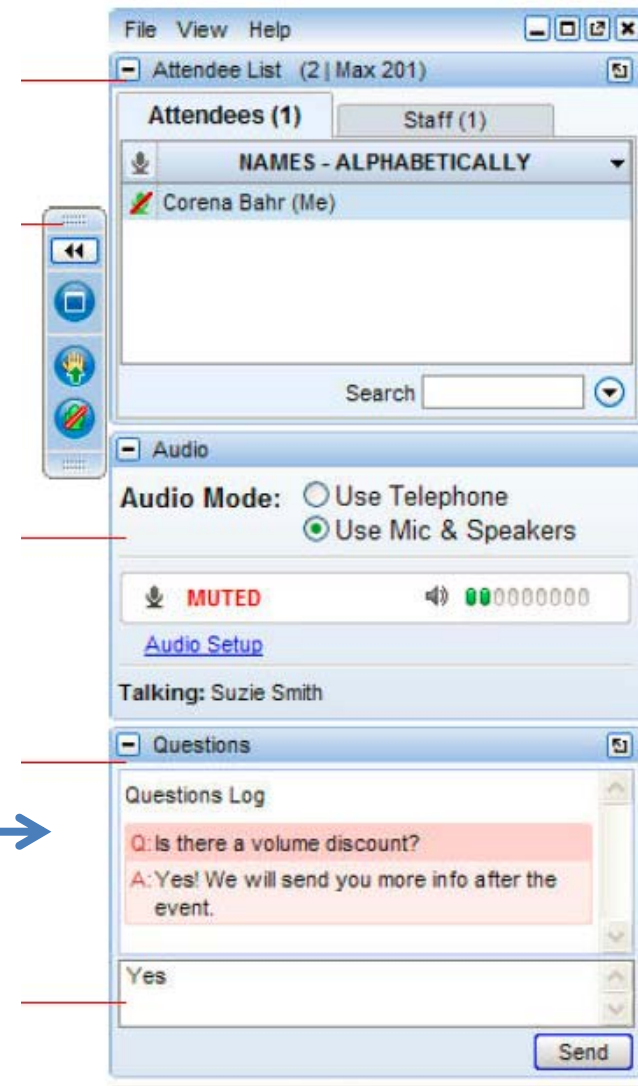 File View Help
Attendee List (2 | Max 201)
Attendees (1) Staff (1)
NAMES - ALPHABETICALLY
Corena Bahr (Me)
Search
Audio
Audio Mode: Use Telephone
Use Mic & Speakers
MUTED
Audio Setup
Talking: Suzie Smith
Questions
Questions Log
Q: Is there a volume discount?
A: Yes! We will send you more info after the
event.
Yes
Send